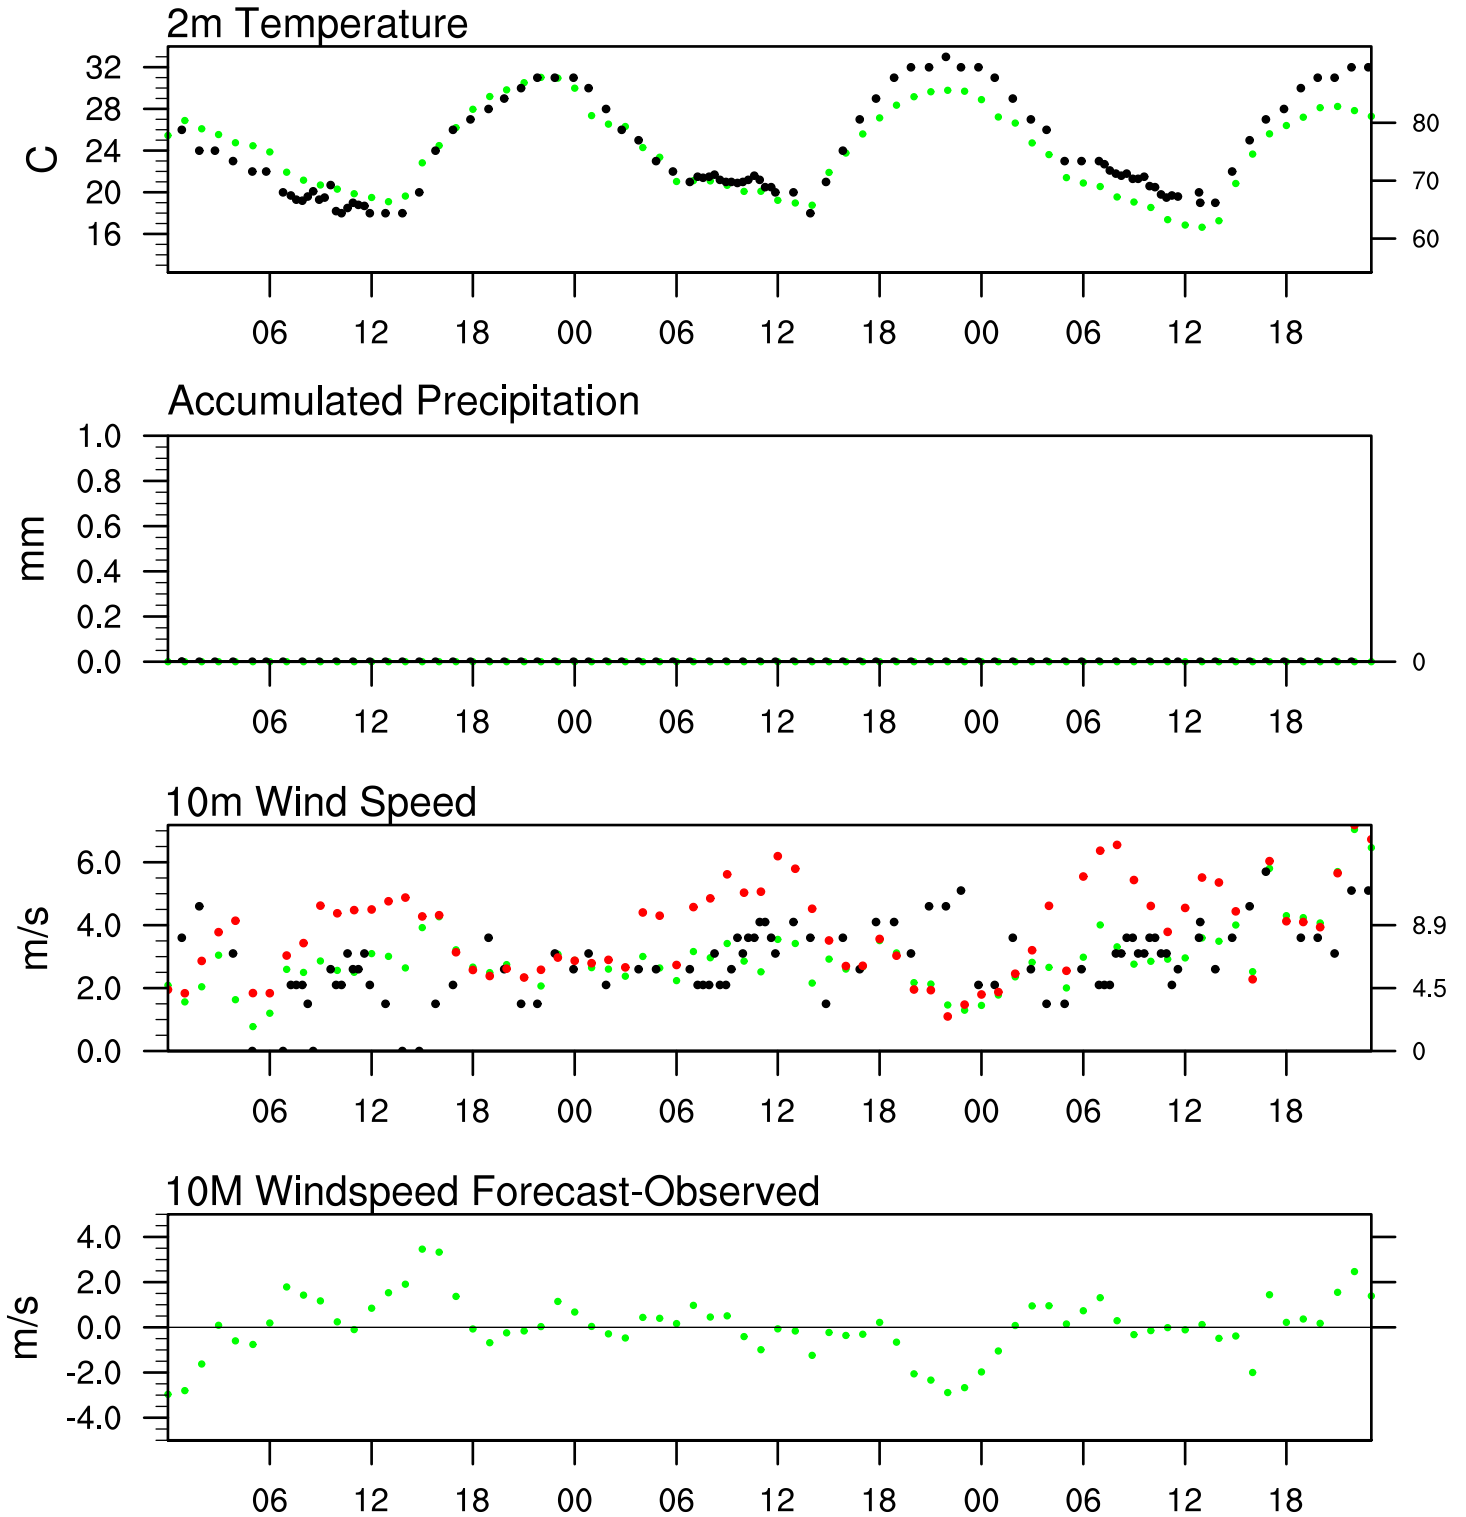 2m Temperature
32
28
24
20
16
C
80
70
60
06 12 18 00 06 12 18 00 06 12 18
Accumulated Precipitation
1.0
0.8
0.6
0.4
0.2
0.0
mm
0
06 12 18 00 06 12 18 00 06 12 18
10m Wind Speed
6.0
4.0
2.0
0.0
m/s
8.9
4.5
0
06 12 18 00 06 12 18 00 06 12 18
10M Windspeed Forecast-Observed
4.0
2.0
0.0
-2.0
-4.0
m/s
06 12 18 00 06 12 18 00 06 12 18